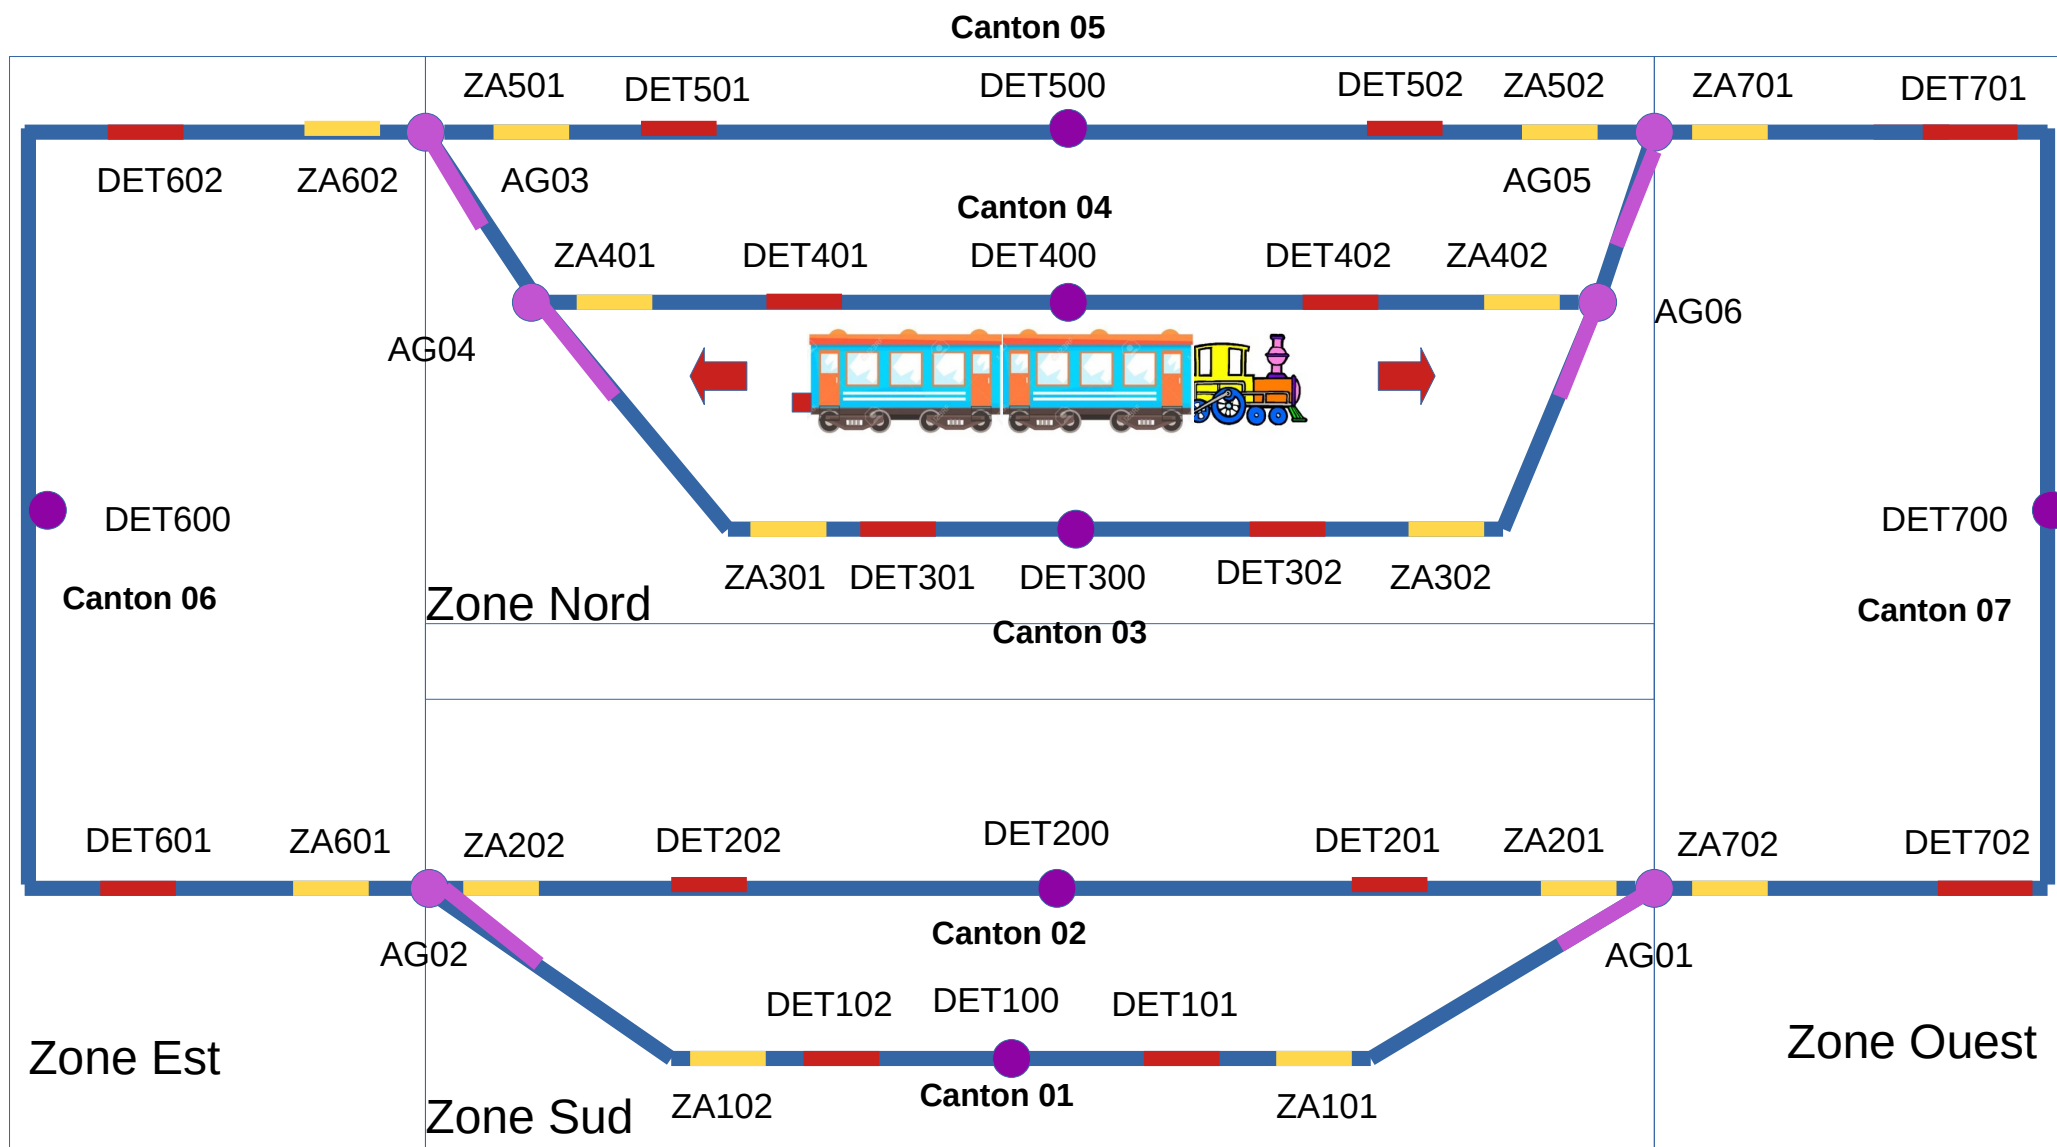 Canton 05
ZA501 DET501 DET500 DET502 ZA502 ZA701 DET701
DET602 ZA602 AG03 AG05
Canton 04
ZA401 DET401 DET400 DET402 ZA402
AG04 AG06
DET600 DET700
ZA301 DET301 DET300 DET302 ZA302
Canton 06 Zone Nord Canton 07
Canton 03
DET601 ZA601 ZA202 DET202 DET200 DET201 ZA201 ZA702 DET702
Canton 02
AG02 AG01
DET102 DET100 DET101
Zone Est Zone Ouest
Canton 01
Zone Sud ZA102 ZA101